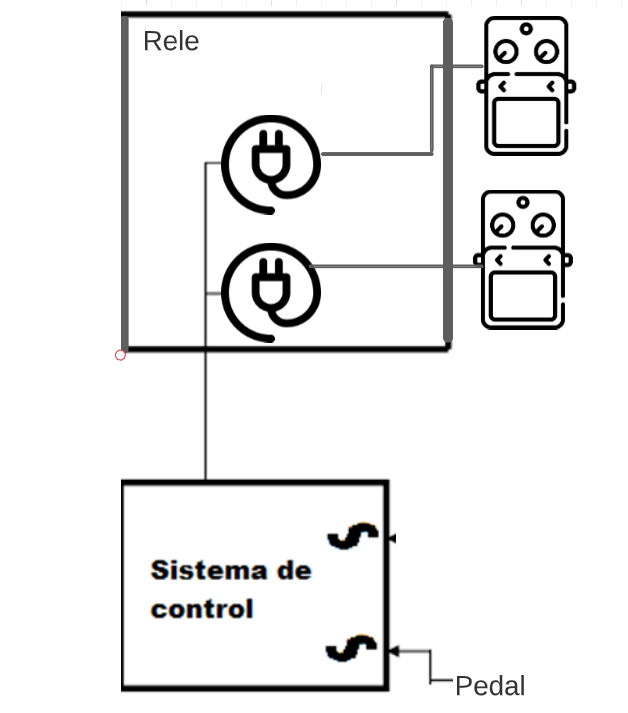 Rele
Sistema de
control
Pedal